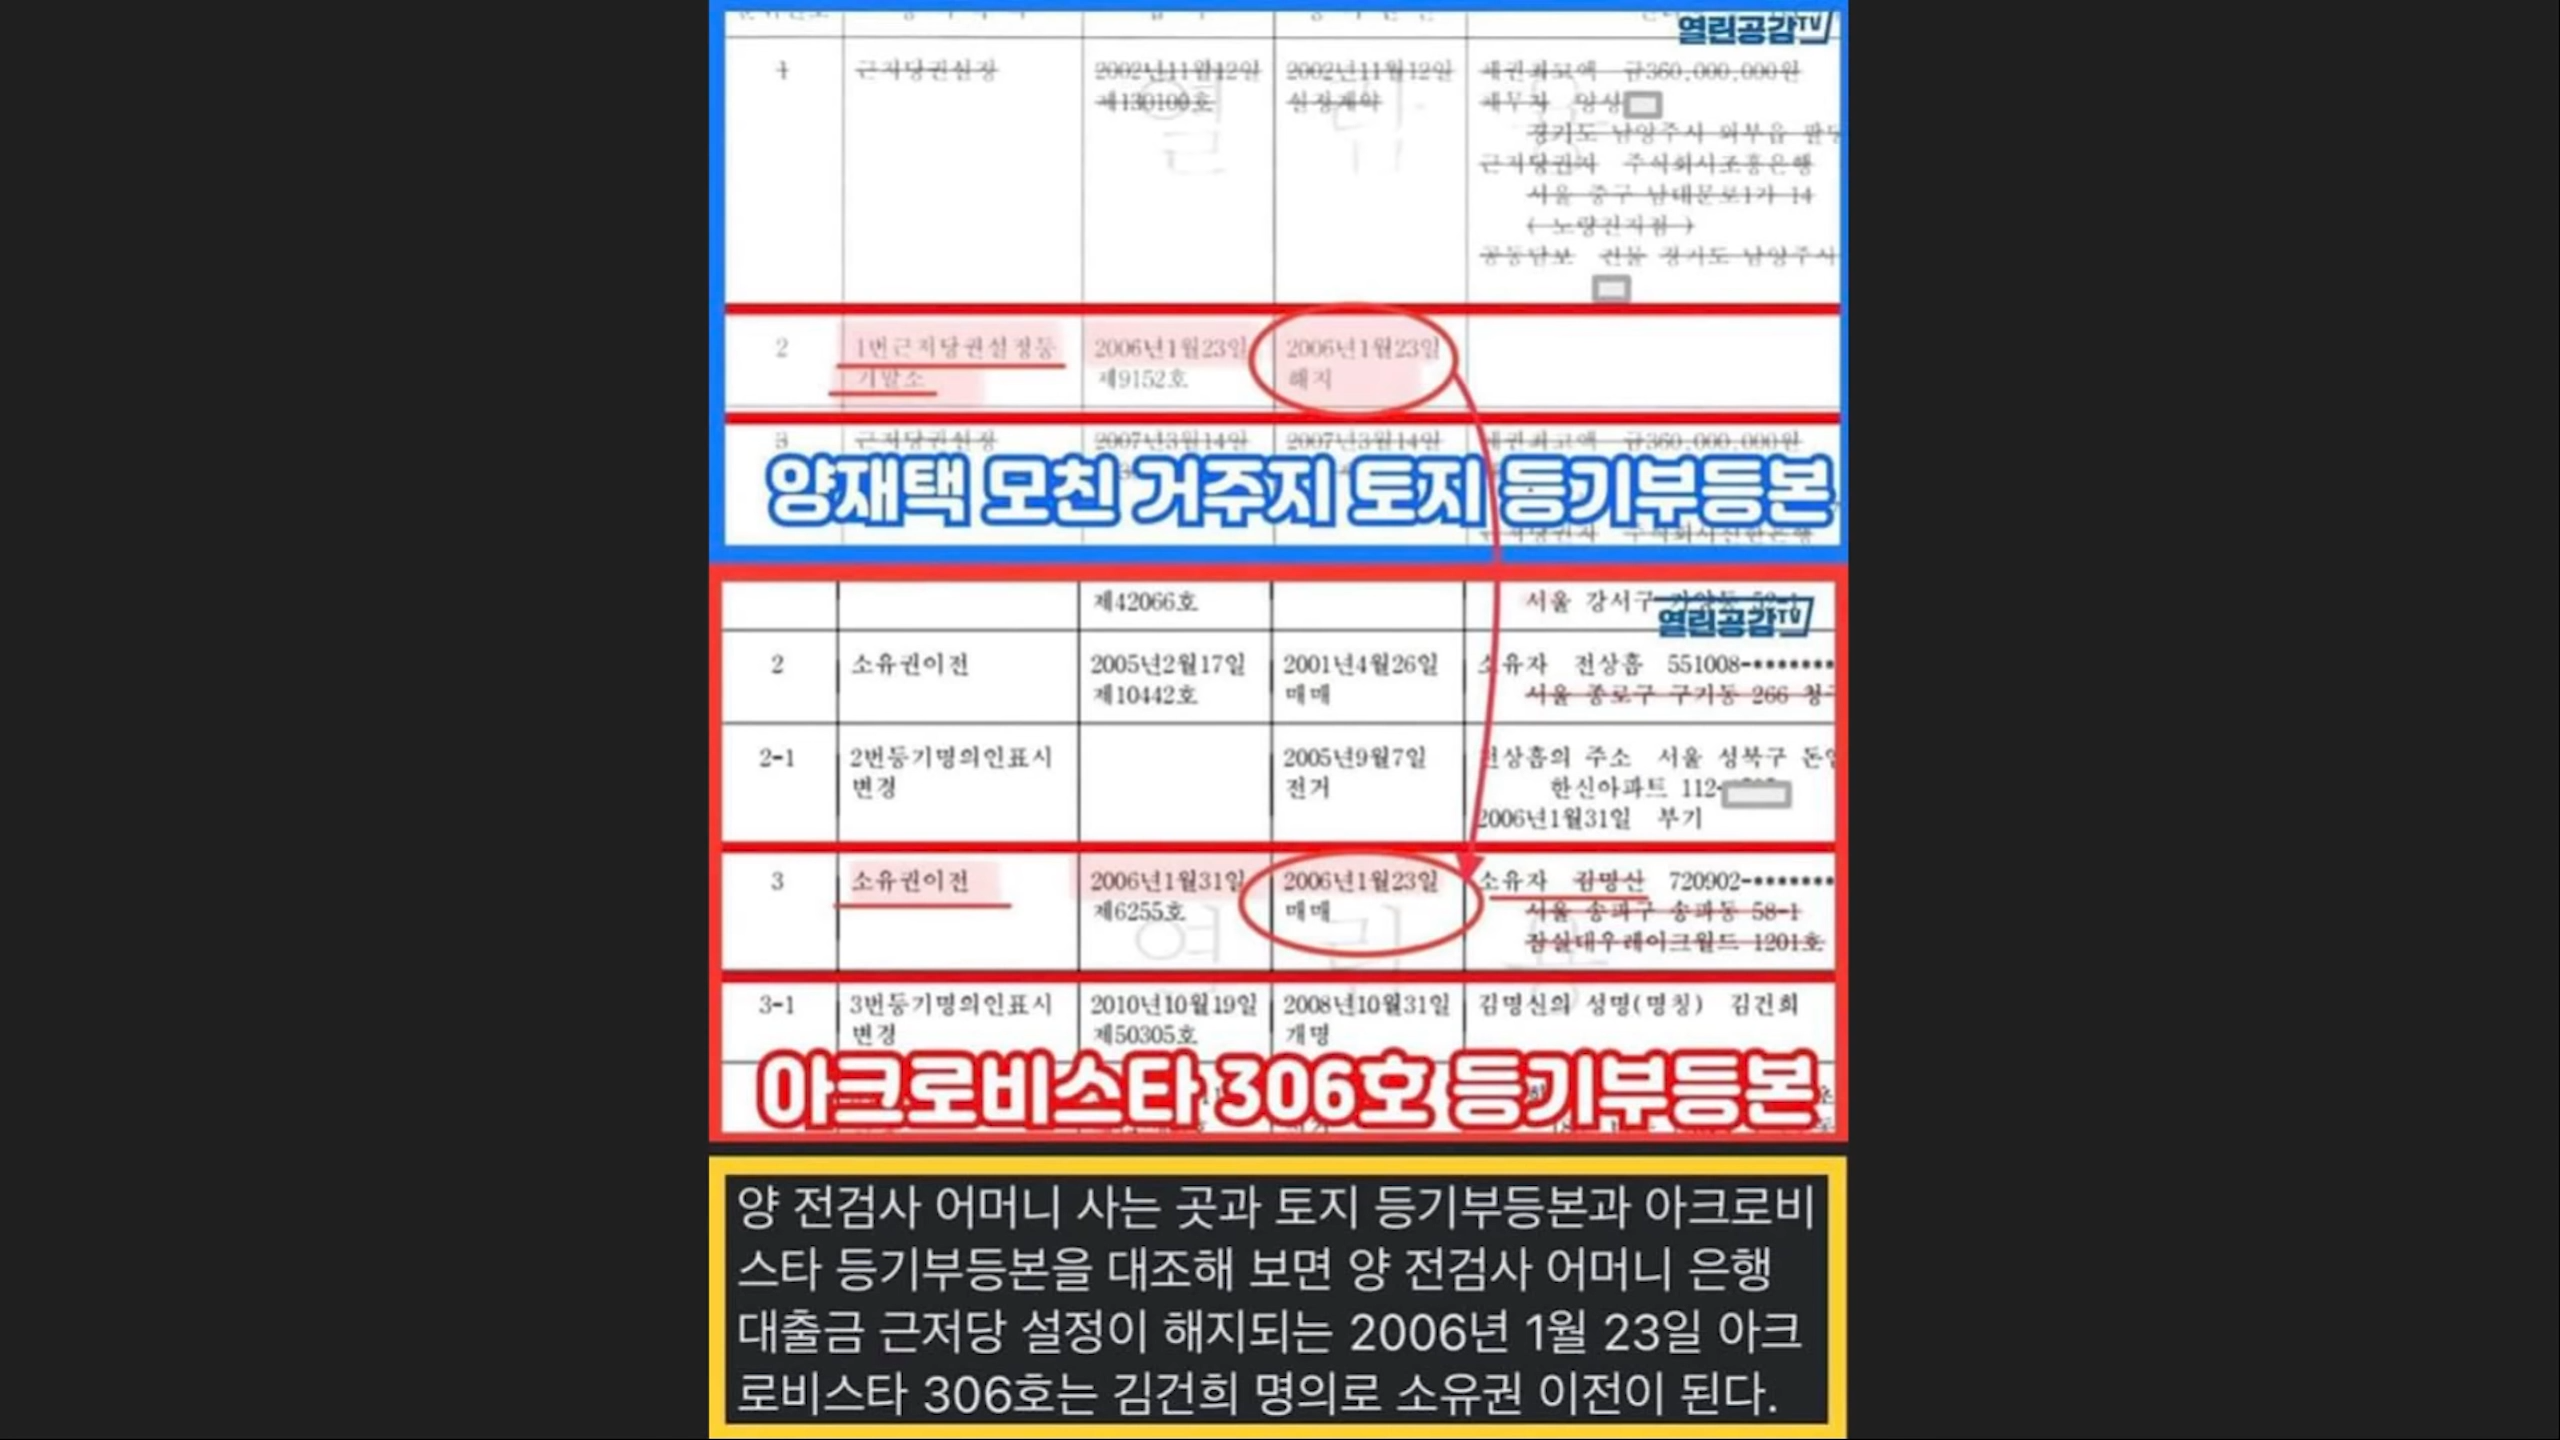 열린공감TV
1 근저당권설정 2002년11월12일 2002년11월12일 채권최고액 금360,000,000원
제130100호 설정계약 채무자 양상
경기도 남양주시 와부읍
근저당권자 주식회사조흥은행
서울 중구 남대문로1가 14
( 노량진지점 )
공동담보 건물 경기도 남양주시
2 1번근저당권설정등 2006년1월23일 2006년1월23일
기말소 제9152호 해지
3 근저당권설정 2007년3월14일 2007년3월14일 채권최고액 금360,000,000원
양재택 모친 거주지 토지 등기부등본
근저당권자 주식회사신한은행
제42066호 서울 강서구 가양동 52-1
열린공감TV
2 소유권이전 2005년2월17일 2001년4월26일 소유자 전상흠 551008-*******
제10442호 매매 서울 종로구 구기동 266
2-1 2번등기명의인표시 2005년9월7일 전상흠의 주소 서울 성북구
변경 전거 한신아파트 112-
2006년1월31일 부기
3 소유권이전 2006년1월31일 2006년1월23일 소유자 김명신 720902-*******
제6255호 매매 서울 송파구 송파동 58-1
잠실대우레이크월드 1201호
3-1 3번등기명의인표시 2010년10월19일 2008년10월31일 김명신의 성명(명칭) 김건희
변경 제50305호 개명
아크로비스타 306호 등기부등본
양 전검사 어머니 사는 곳과 토지 등기부등본과 아크로비
스타 등기부등본을 대조해 보면 양 전검사 어머니 은행
대출금 근저당 설정이 해지되는 2006년 1월 23일 아크
로비스타 306호는 김건희 명의로 소유권 이전이 된다.